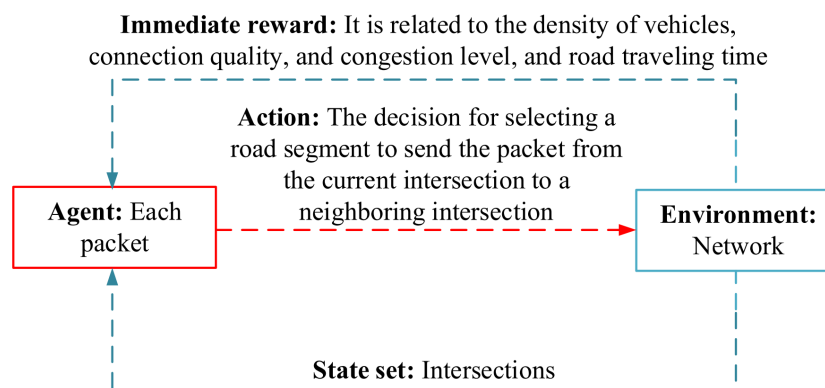 Immediate reward: It is related to the density of vehicles,
connection quality, and congestion level, and road traveling time
Action: The decision for selecting a
road segment to send the packet from
the current intersection to a
neighboring intersection
Agent: Each
packet
Environment:
Network
State set: Intersections